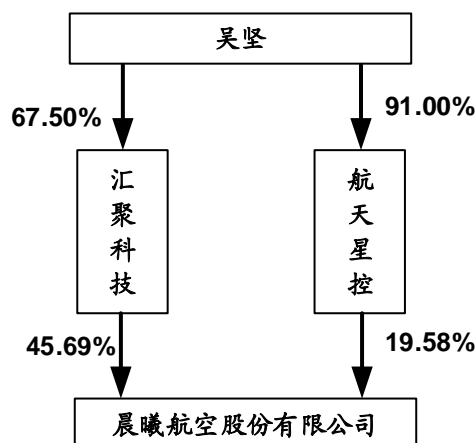 吴坚
67.50%
91.00%
汇聚科技
航天星控
45.69%
19.58%
晨曦航空股份有限公司